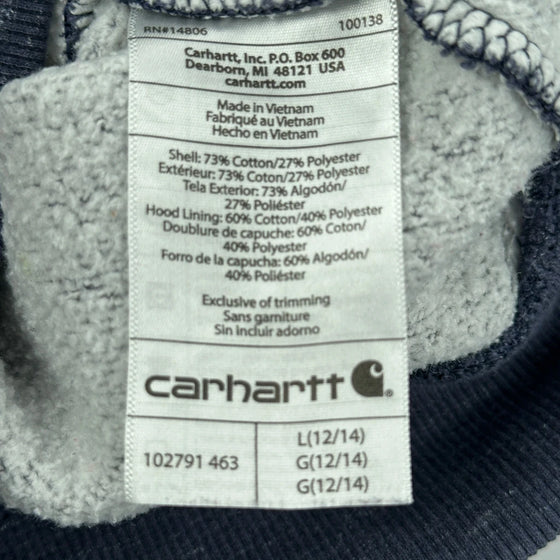 RN#14806 100138
Carhartt, Inc. P.O. Box 600
Dearborn, MI 48121 USA
carhartt.com
Made in Vietnam
Fabriqué au Vietnam
Hecho en Vietnam
Shell: 73% Cotton/27% Polyester
Extérieur: 73% Coton/27% Polyester
Tela Exterior: 73% Algodón/
27% Poliéster
Hood Lining: 60% Cotton/40% Polyester
Doublure de capuche: 60% Coton/
40% Polyester
Forro de la capucha: 60% Algodón/
40% Poliéster
Exclusive of trimming
Sans garniture
Sin incluir adorno
carhartt®
102791 463
L(12/14)
G(12/14)
G(12/14)